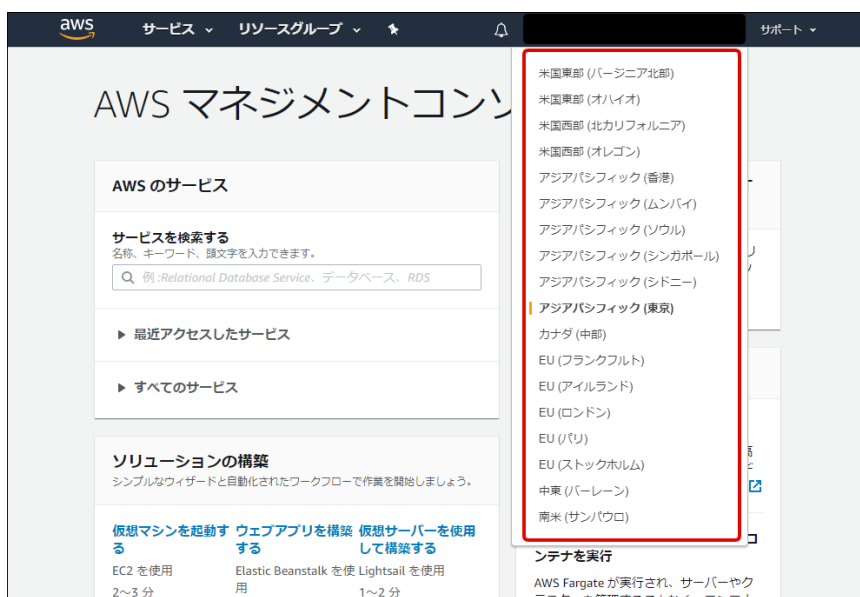 aws サービス リソースグループ サポート
AWS マネジメントコンソ
AWS のサービス
サービスを検索する
名称、キーワード、頭文字を入力できます。
例 :Relational Database Service、データベース、RDS
最近アクセスしたサービス
すべてのサービス
ソリューションの構築
シンプルなウィザードと自動化されたワークフローで作業を開始しましょう。
仮想マシンを起動す
る
EC2 を使用
2～3 分
ウェブアプリを構築
する
Elastic Beanstalk を使
用
仮想サーバーを使用
して構築する
Lightsail を使用
1～2 分
米国東部 (バージニア北部)
米国東部 (オハイオ)
米国西部 (北カリフォルニア)
米国西部 (オレゴン)
アジアパシフィック (香港)
アジアパシフィック (ムンバイ)
アジアパシフィック (ソウル)
アジアパシフィック (シンガポール)
アジアパシフィック (シドニー)
アジアパシフィック (東京)
カナダ (中部)
EU (フランクフルト)
EU (アイルランド)
EU (ロンドン)
EU (パリ)
EU (ストックホルム)
中東 (バーレーン)
南米 (サンパウロ)
ンテナを実行
AWS Fargate が実行され、サーバーやク